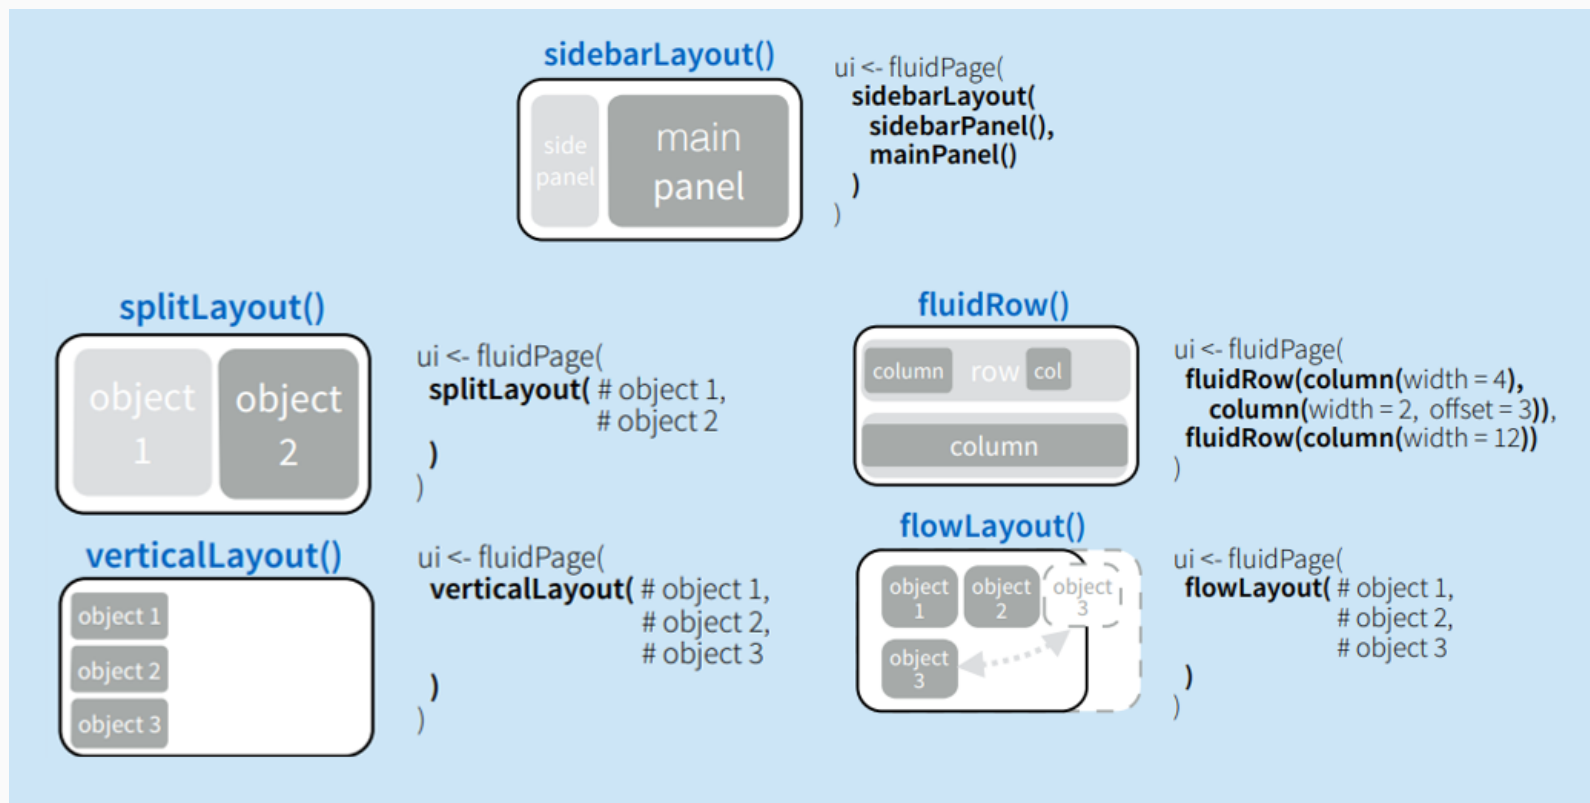 sidebarLayout()
side
panel
main
panel
ui <- fluidPage(
sidebarLayout(
sidebarPanel(),
mainPanel()
)
)
splitLayout()
object
1
object
2
ui <- fluidPage(
splitLayout( # object 1,
# object 2
)
)
fluidRow()
column
row
col
column
ui <- fluidPage(
fluidRow(column(width = 4),
column(width = 2, offset = 3)),
fluidRow(column(width = 12))
)
verticalLayout()
object 1
object 2
object 3
ui <- fluidPage(
verticalLayout( # object 1,
# object 2,
# object 3
)
)
flowLayout()
object
1
object
2
object
3
object
3
ui <- fluidPage(
flowLayout( # object 1,
# object 2,
# object 3
)
)